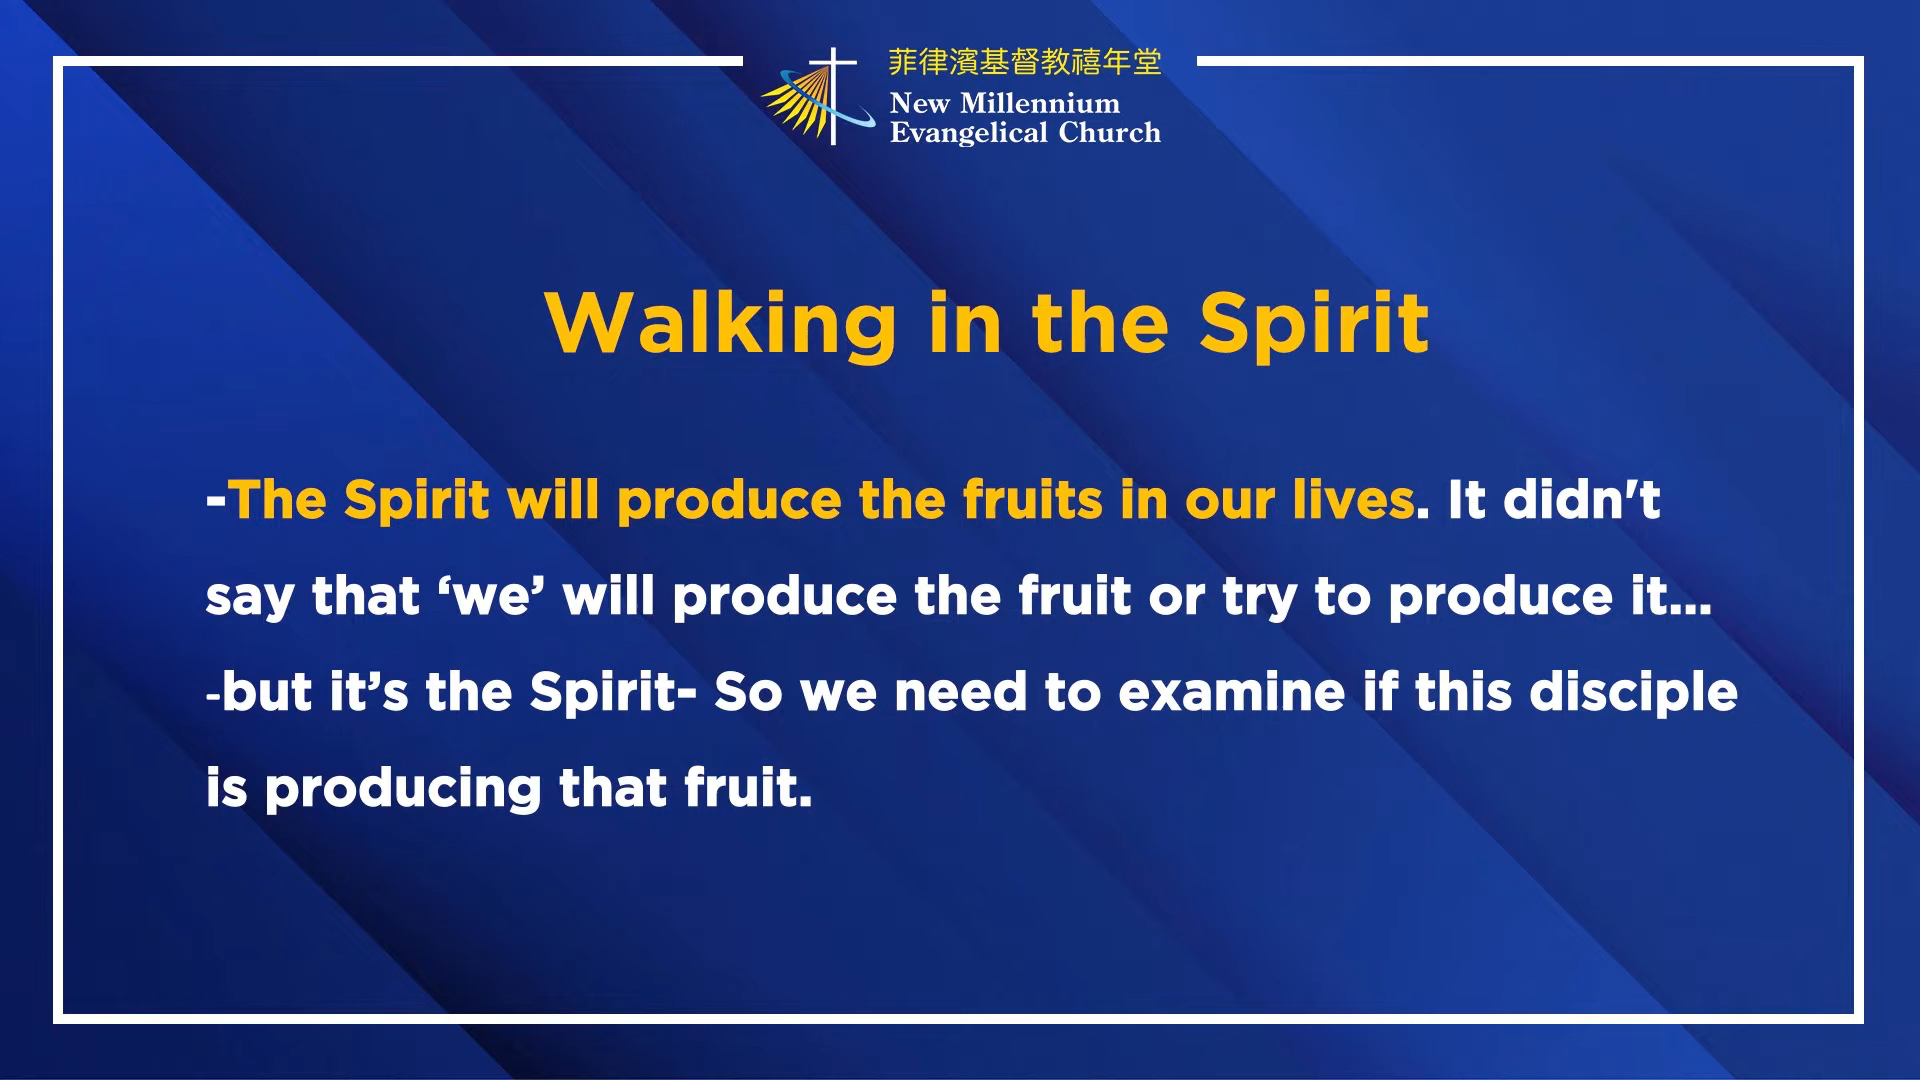 菲律濱基督教禧年堂
New Millennium
Evangelical Church
Walking in the Spirit
-The Spirit will produce the fruits in our lives. It didn't
say that ‘we’ will produce the fruit or try to produce it...
-but it’s the Spirit- So we need to examine if this disciple
is producing that fruit.